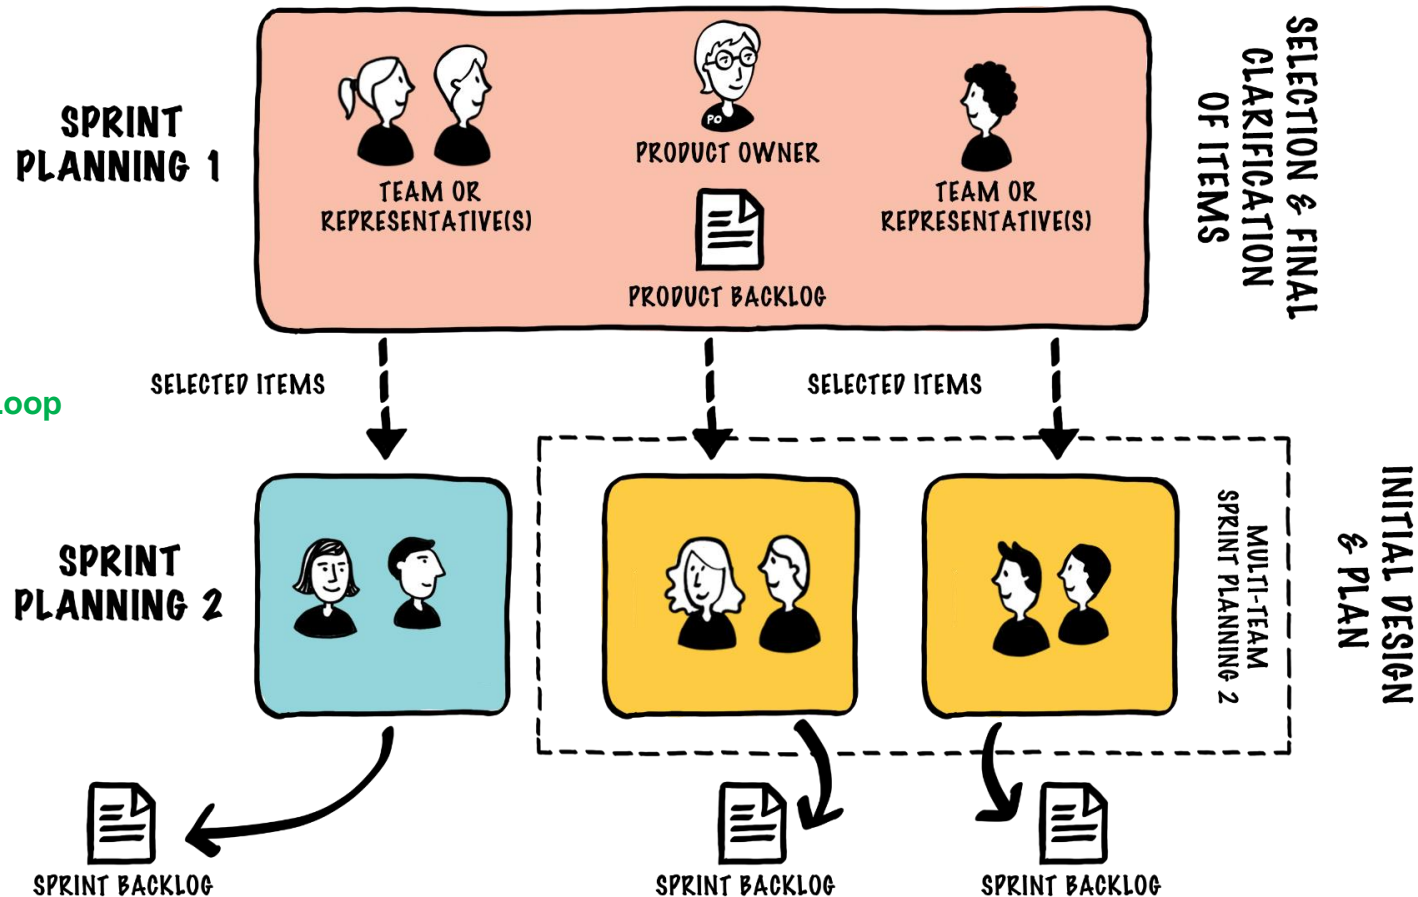 SPRINT
PLANNING 1
PO
PRODUCT OWNER
TEAM OR
REPRESENTATIVE(S)
TEAM OR
REPRESENTATIVE(S)
PRODUCT BACKLOG
SELECTION & FINAL
CLARIFICATION
OF ITEMS
SELECTED ITEMS
SELECTED ITEMS
Loop
SPRINT
PLANNING 2
MULTI-TEAM
SPRINT PLANNING 2
INITIAL DESIGN
& PLAN
SPRINT BACKLOG
SPRINT BACKLOG
SPRINT BACKLOG